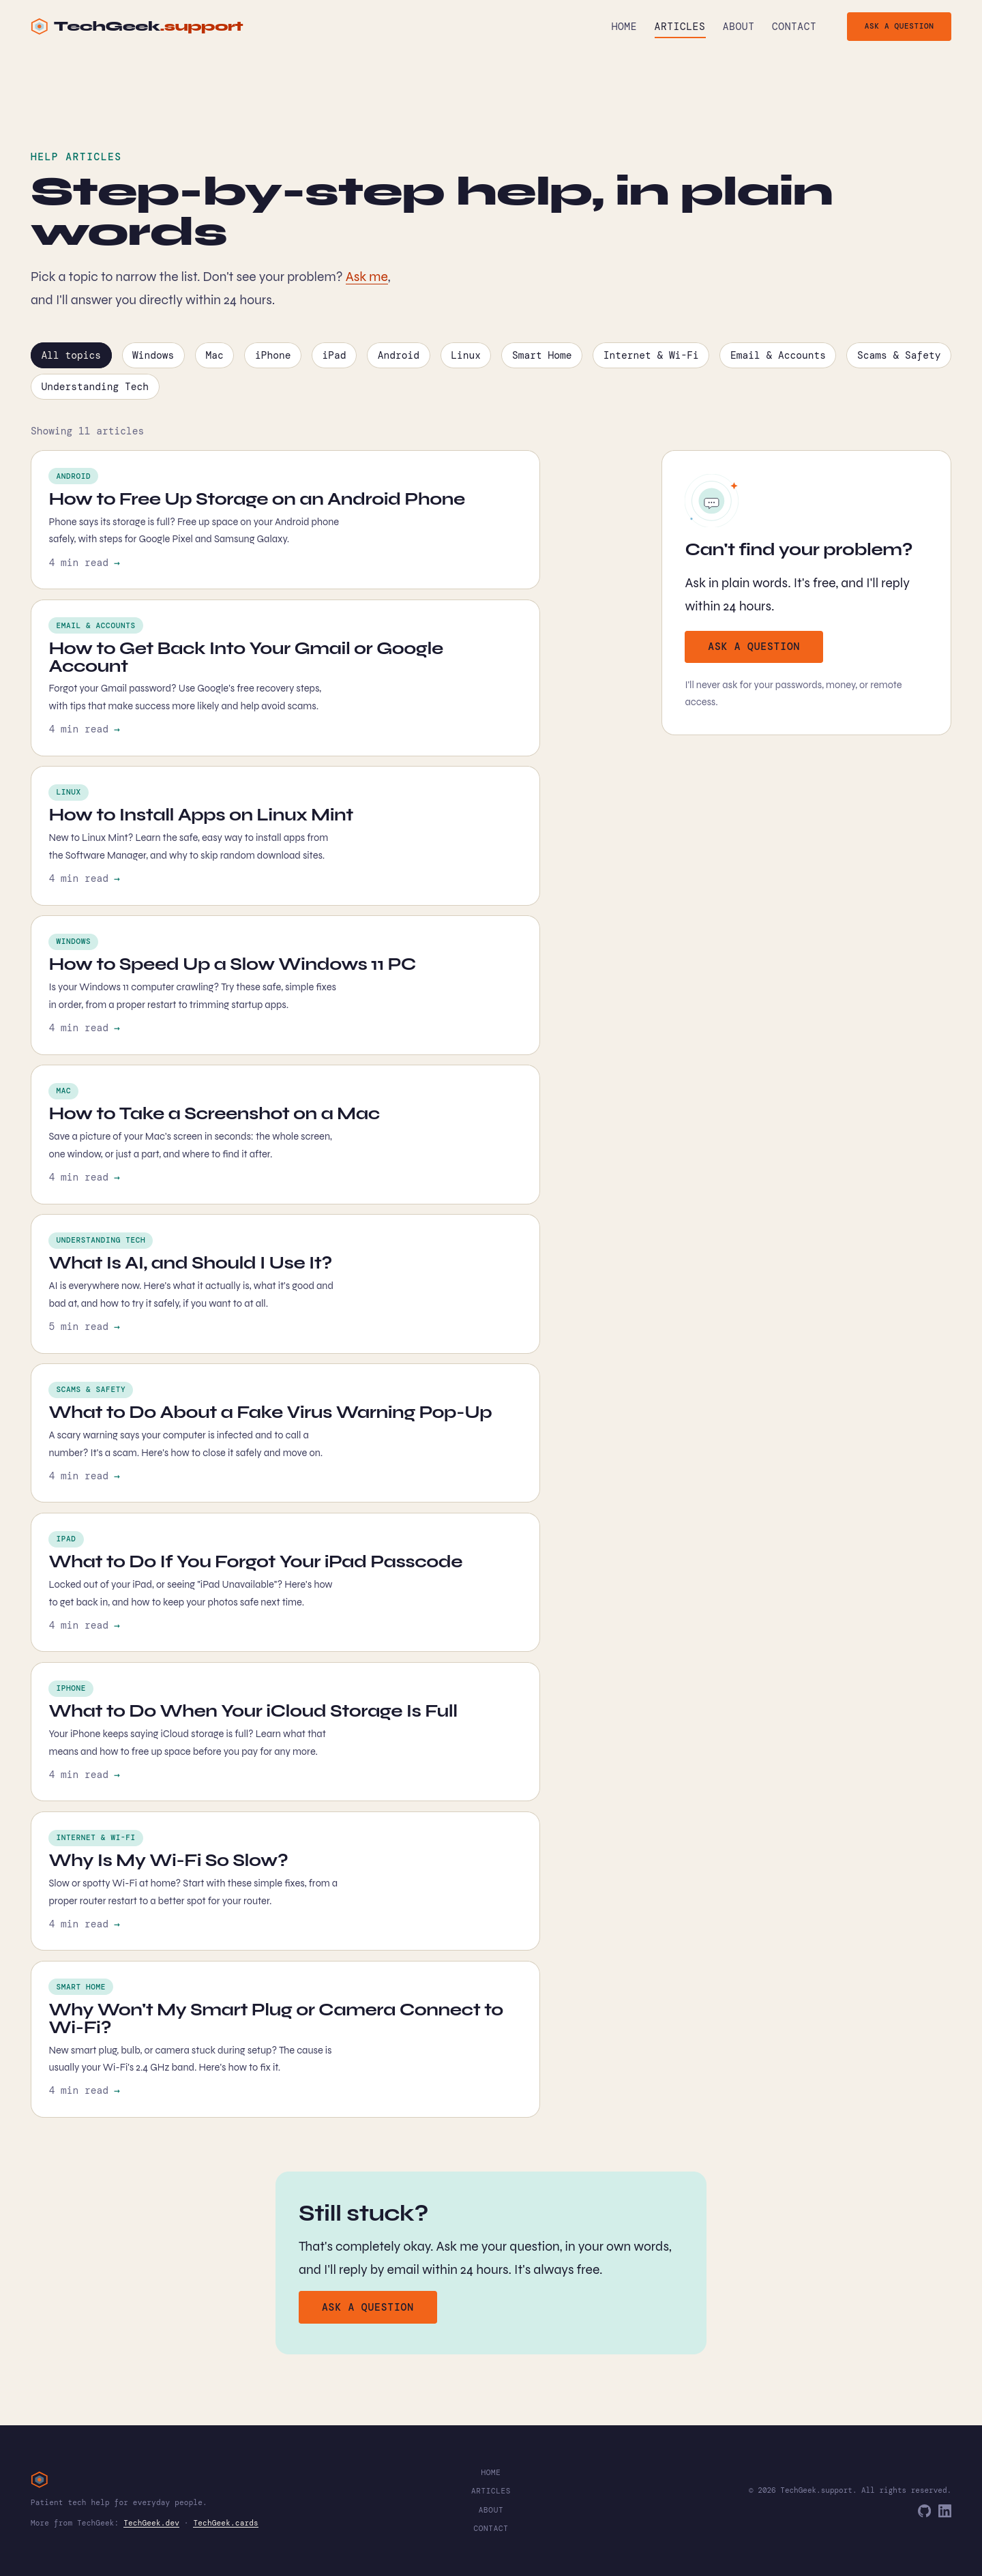 TechGeek.support
HOME
ARTICLES
ABOUT
CONTACT
ASK A QUESTION
HELP ARTICLES
Step-by-step help, in plain
words
Pick a topic to narrow the list. Don't see your problem? Ask me,
and I'll answer you directly within 24 hours.
All topics
Windows
Mac
iPhone
iPad
Android
Linux
Smart Home
Internet & Wi-Fi
Email & Accounts
Scams & Safety
Understanding Tech
Showing 11 articles
ANDROID
How to Free Up Storage on an Android Phone
Phone says its storage is full? Free up space on your Android phone
safely, with steps for Google Pixel and Samsung Galaxy.
4 min read →
EMAIL & ACCOUNTS
How to Get Back Into Your Gmail or Google
Account
Forgot your Gmail password? Use Google's free recovery steps,
with tips that make success more likely and help avoid scams.
4 min read →
LINUX
How to Install Apps on Linux Mint
New to Linux Mint? Learn the safe, easy way to install apps from
the Software Manager, and why to skip random download sites.
4 min read →
WINDOWS
How to Speed Up a Slow Windows 11 PC
Is your Windows 11 computer crawling? Try these safe, simple fixes
in order, from a proper restart to trimming startup apps.
4 min read →
MAC
How to Take a Screenshot on a Mac
Save a picture of your Mac's screen in seconds: the whole screen,
one window, or just a part, and where to find it after.
4 min read →
UNDERSTANDING TECH
What Is AI, and Should I Use It?
AI is everywhere now. Here's what it actually is, what it's good and
bad at, and how to try it safely, if you want to at all.
5 min read →
SCAMS & SAFETY
What to Do About a Fake Virus Warning Pop-Up
A scary warning says your computer is infected and to call a
number? It's a scam. Here's how to close it safely and move on.
4 min read →
IPAD
What to Do If You Forgot Your iPad Passcode
Locked out of your iPad, or seeing "iPad Unavailable"? Here's how
to get back in, and how to keep your photos safe next time.
4 min read →
IPHONE
What to Do When Your iCloud Storage Is Full
Your iPhone keeps saying iCloud storage is full? Learn what that
means and how to free up space before you pay for any more.
4 min read →
INTERNET & WI-FI
Why Is My Wi-Fi So Slow?
Slow or spotty Wi-Fi at home? Start with these simple fixes, from a
proper router restart to a better spot for your router.
4 min read →
SMART HOME
Why Won't My Smart Plug or Camera Connect to
Wi-Fi?
New smart plug, bulb, or camera stuck during setup? The cause is
usually your Wi-Fi's 2.4 GHz band. Here's how to fix it.
4 min read →
Can't find your problem?
Ask in plain words. It's free, and I'll reply
within 24 hours.
ASK A QUESTION
I'll never ask for your passwords, money, or remote
access.
Still stuck?
That's completely okay. Ask me your question, in your own words,
and I'll reply by email within 24 hours. It's always free.
ASK A QUESTION
Patient tech help for everyday people.
More from TechGeek: TechGeek.dev · TechGeek.cards
HOME
ARTICLES
ABOUT
CONTACT
© 2026 TechGeek.support. All rights reserved.